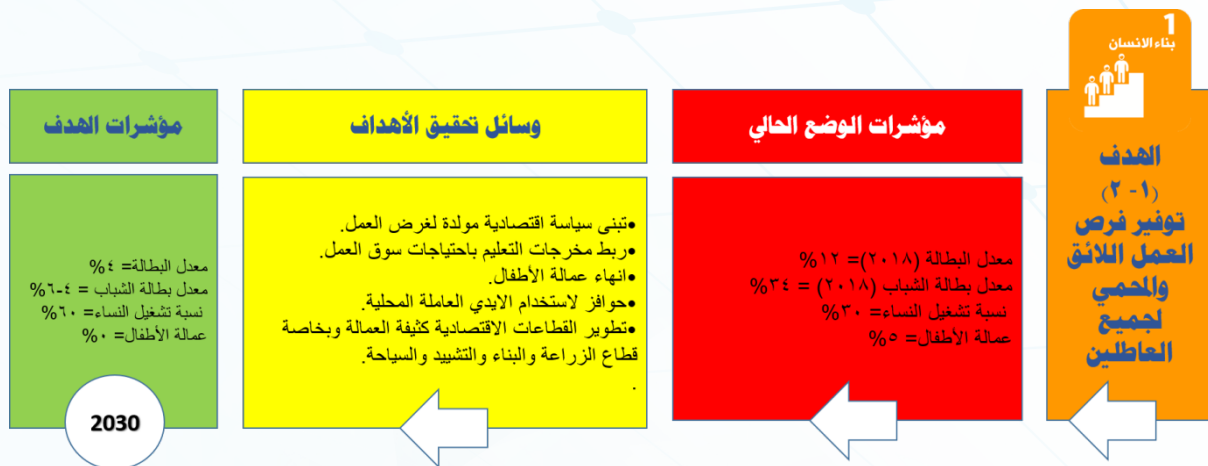 1
بناء الانسان
الهدف
(١- ٢)
توفير فرص
العمل اللائق
والمحمي
لجميع
العاطلين
مؤشرات الوضع الحالي
معدل البطالة (٢٠١٨)= ١٢%
معدل بطالة الشباب (٢٠١٨) = ٣٤%
نسبة تشغيل النساء= ٣٠%
عمالة الأطفال= ٥%
وسائل تحقيق الأهداف
•تبنى سياسة اقتصادية مولدة لغرض العمل.
•ربط مخرجات التعليم باحتياجات سوق العمل.
•انهاء عمالة الأطفال.
•حوافز لاستخدام الايدي العاملة المحلية.
•تطوير القطاعات الاقتصادية كثيفة العمالة وبخاصة
قطاع الزراعة والبناء والتشييد والسياحة.
.
مؤشرات الهدف
معدل البطالة= ٤%
معدل بطالة الشباب = ٤-٦%
نسبة تشغيل النساء= ٦٠%
عمالة الأطفال= ٠%
2030